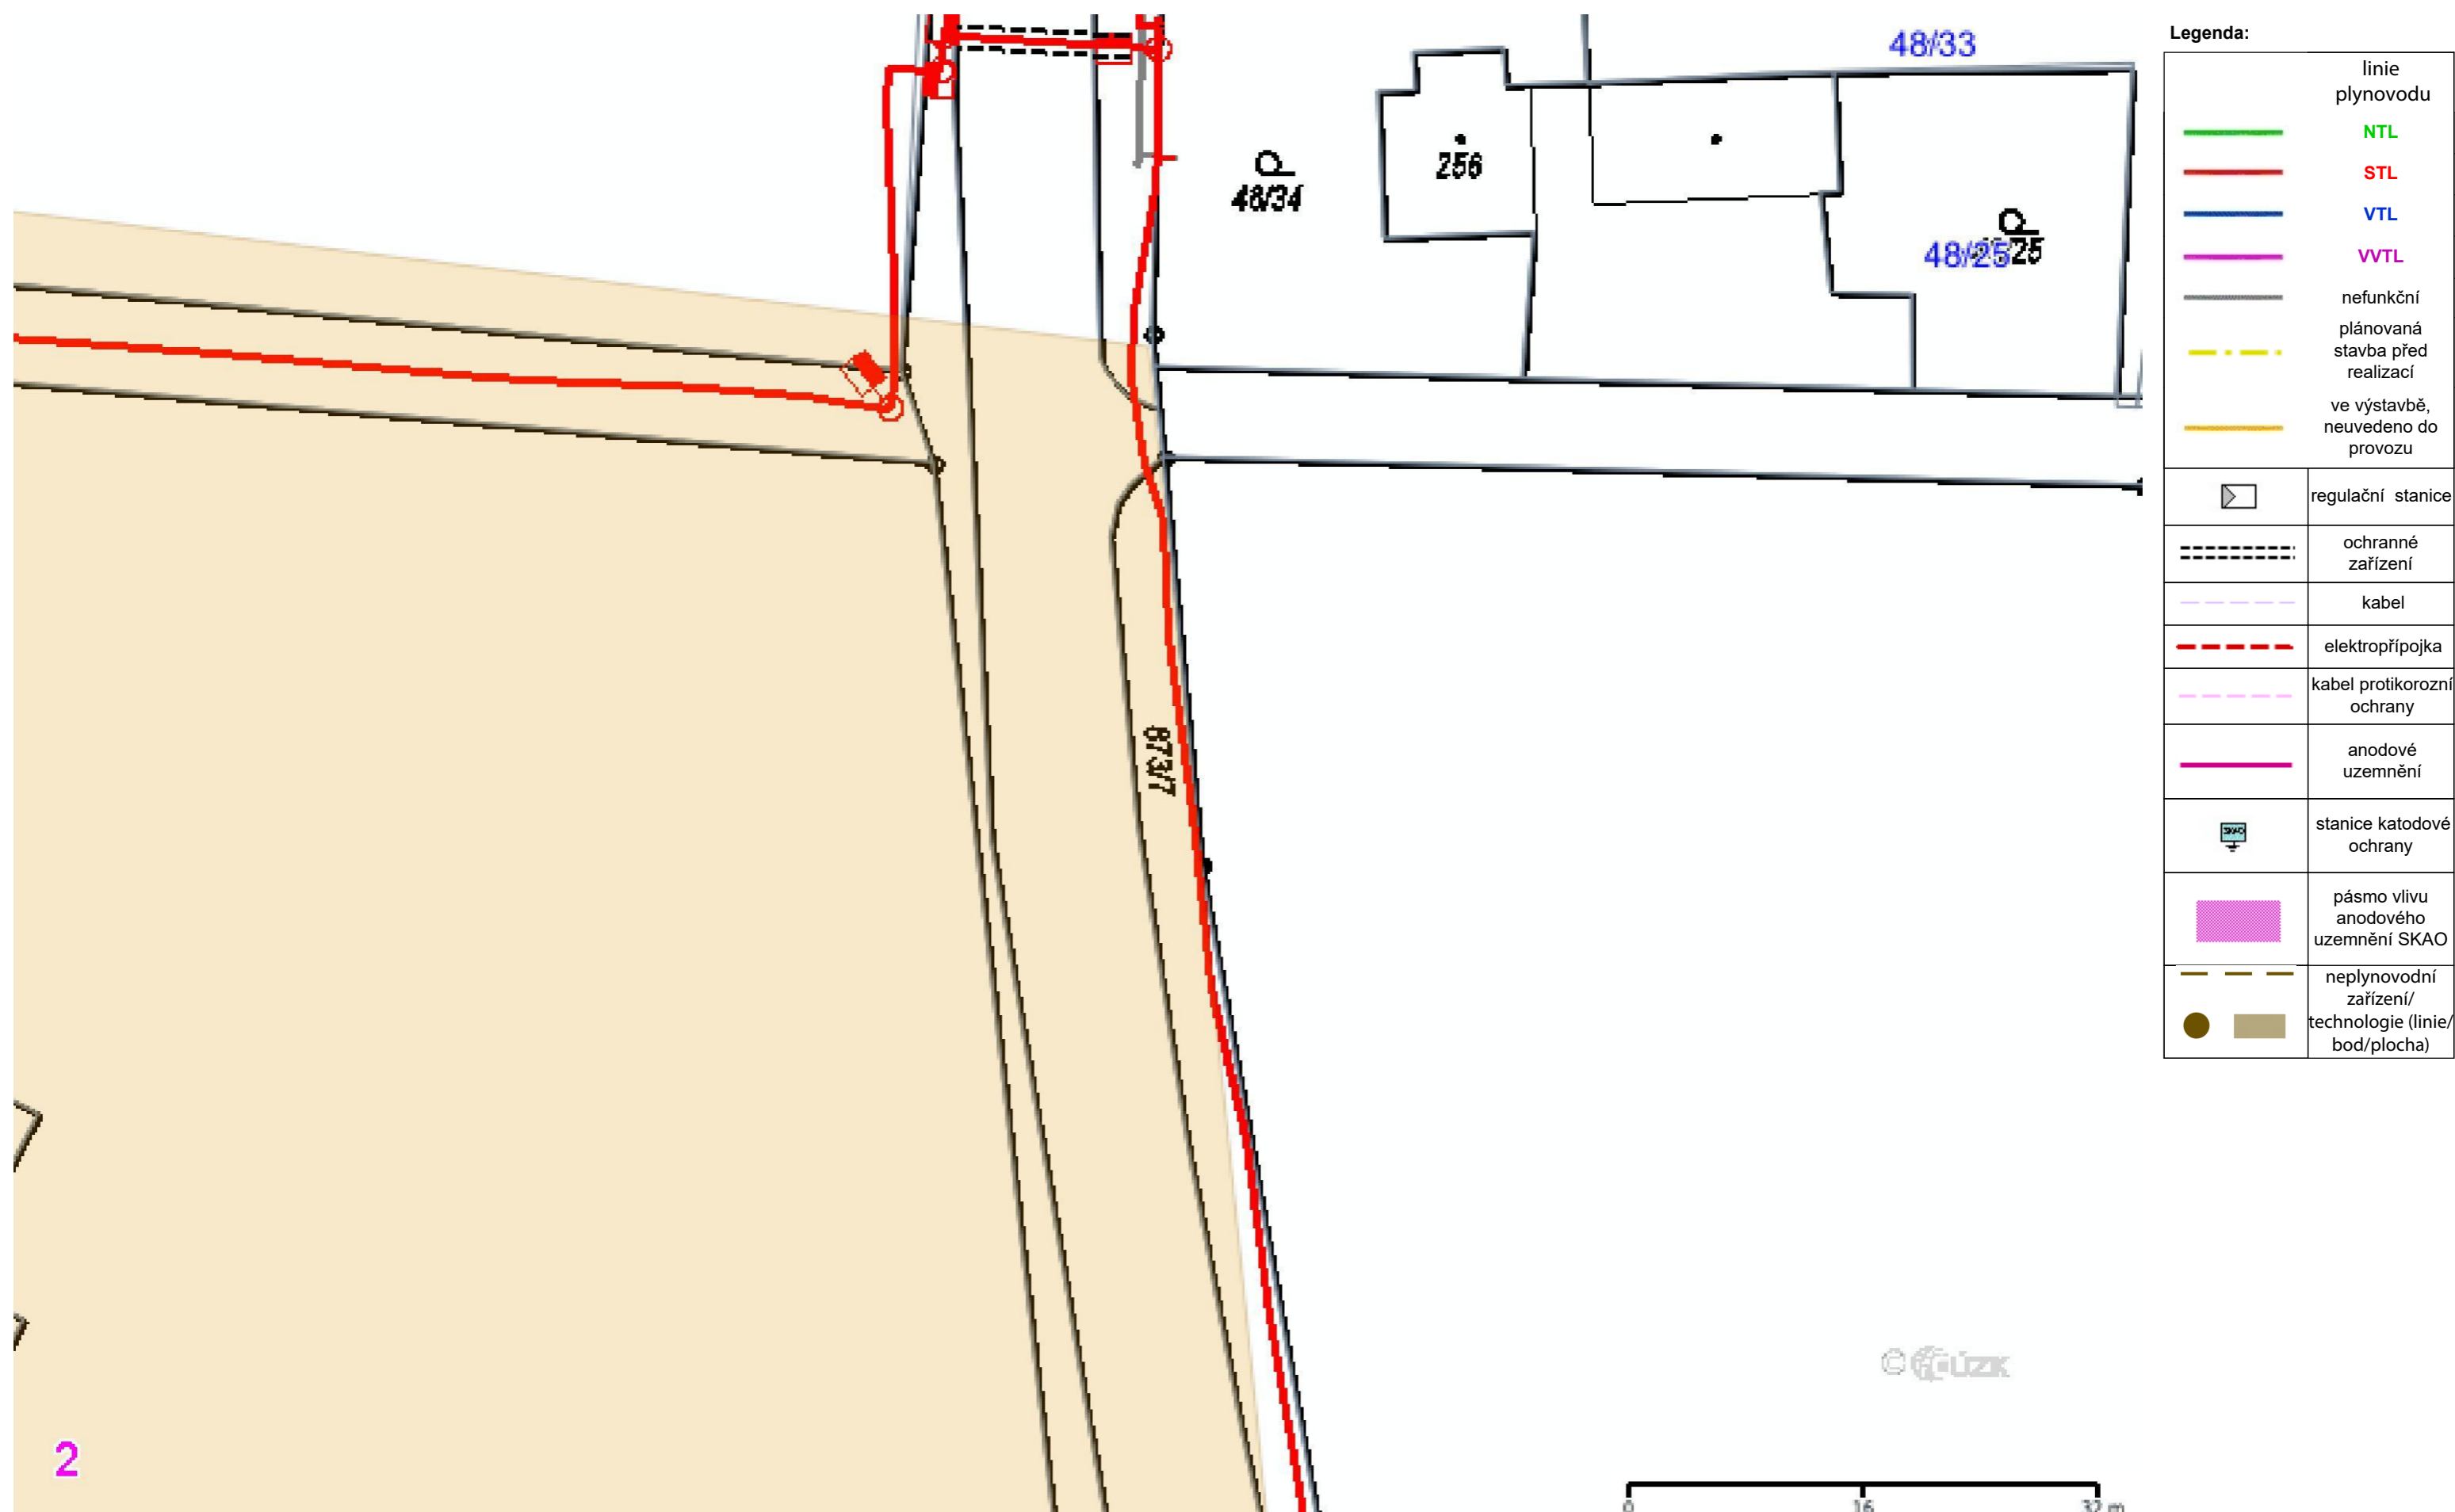 48/33
256
48/34
48/25
25
873/7
2
0 16 32 m
Legenda:
linie
plynovodu
NTL
STL
VTL
VVTL
nefunkční
plánovaná
stavba před
realizací
ve výstavbě,
neuvedeno do
provozu
regulační stanice
ochranné
zařízení
kabel
elektropřípojka
kabel protikorozní
ochrany
anodové
uzemnění
SKAO
stanice katodové
ochrany
pásmo vlivu
anodového
uzemnění SKAO
neplynovodní
zařízení/
technologie (linie/
bod/plocha)